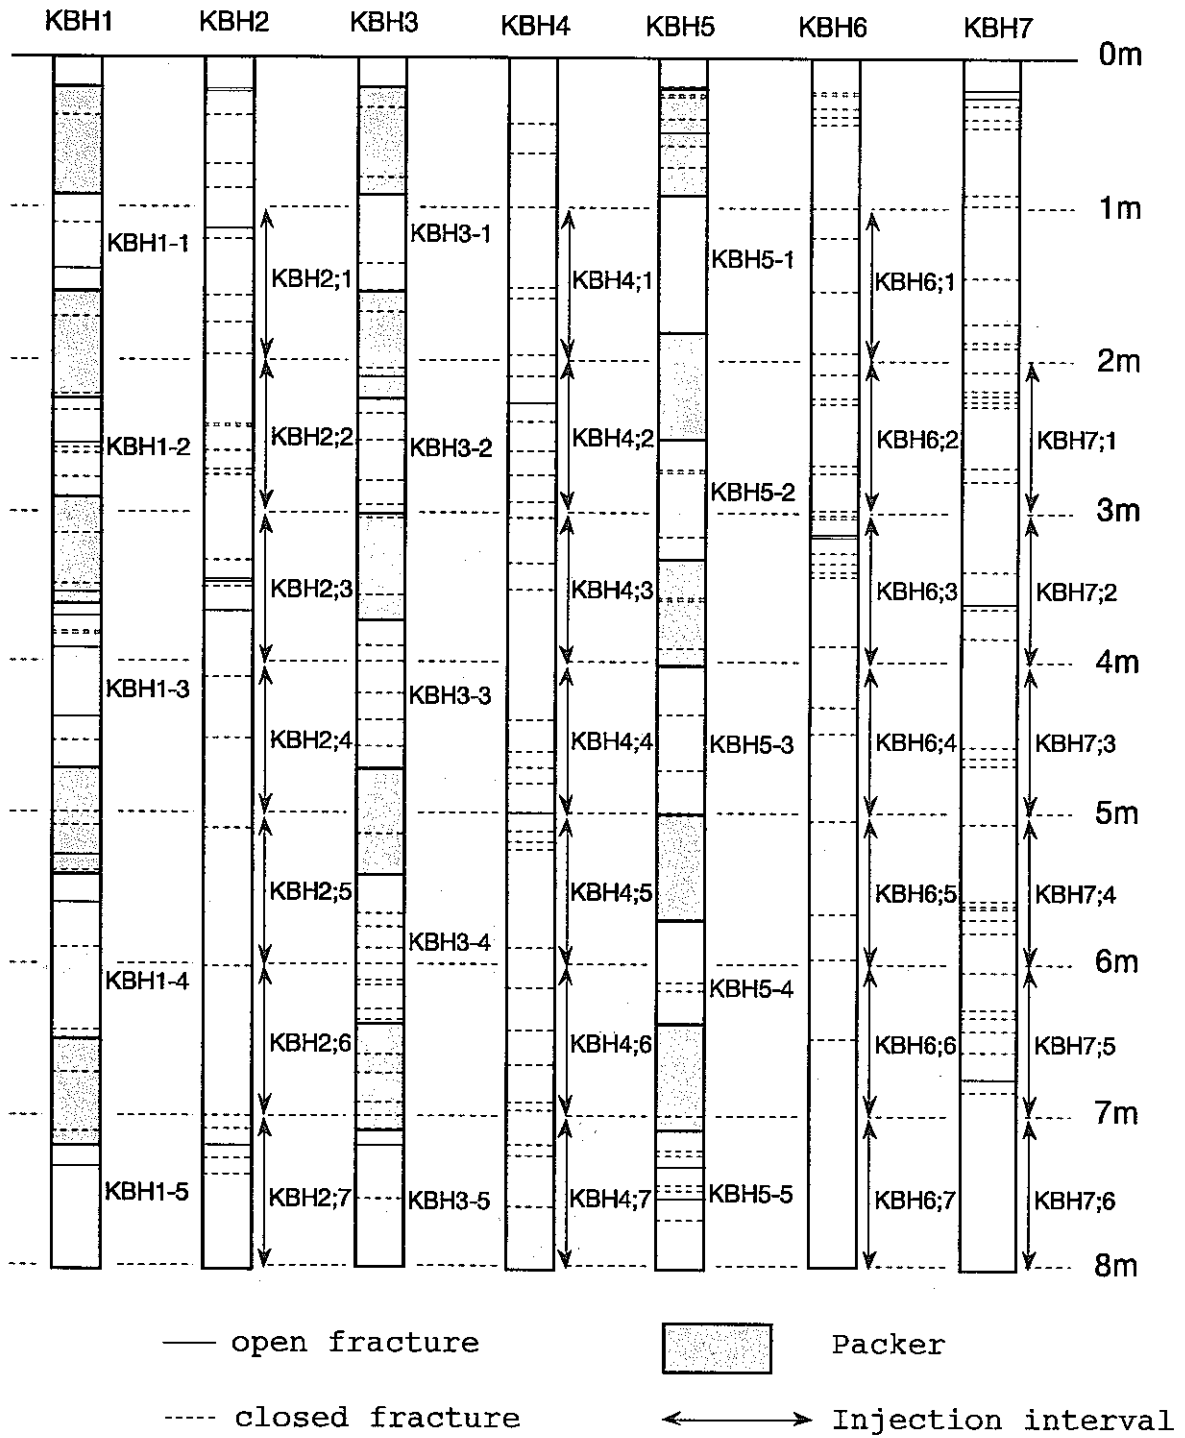 KBH1 KBH2 KBH3 KBH4 KBH5 KBH6 KBH7
0m
1m
KBH1-1 KBH2;1 KBH3-1 KBH4;1 KBH5-1 KBH6;1
2m
KBH1-2 KBH2;2 KBH3-2 KBH4;2 KBH5-2 KBH6;2 KBH7;1
3m
KBH2;3 KBH4;3 KBH6;3 KBH7;2
4m
KBH1-3 KBH2;4 KBH3-3 KBH4;4 KBH5-3 KBH6;4 KBH7;3
5m
KBH2;5 KBH3-4 KBH4;5 KBH6;5 KBH7;4
6m
KBH1-4 KBH2;6 KBH4;6 KBH5-4 KBH6;6 KBH7;5
7m
KBH1-5 KBH2;7 KBH3-5 KBH4;7 KBH5-5 KBH6;7 KBH7;6
8m
open fracture Packer
closed fracture Injection interval